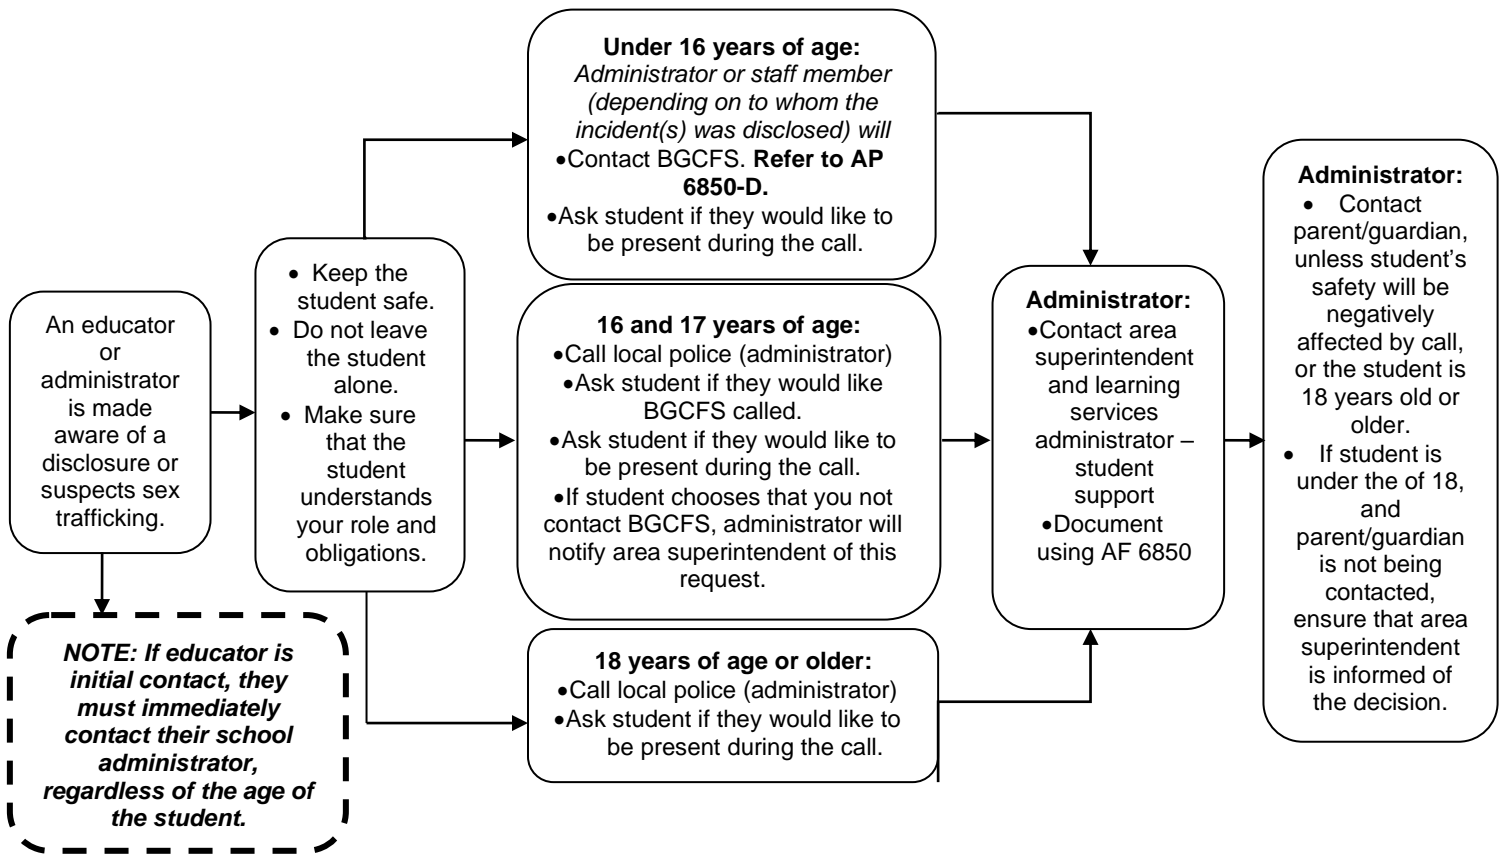 An educator
or
administrator
is made
aware of a
disclosure or
suspects sex
trafficking.
NOTE: If educator is
initial contact, they
must immediately
contact their school
administrator,
regardless of the age of
the student.
• Keep the
student safe.
• Do not leave
the student
alone.
• Make sure
that the
student
understands
your role and
obligations.
Under 16 years of age:
Administrator or staff member
(depending on to whom the
incident(s) was disclosed) will
•Contact BGCFS. Refer to AP
6850-D.
•Ask student if they would like to
be present during the call.
16 and 17 years of age:
•Call local police (administrator)
•Ask student if they would like
BGCFS called.
•Ask student if they would like to
be present during the call.
•If student chooses that you not
contact BGCFS, administrator will
notify area superintendent of this
request.
18 years of age or older:
•Call local police (administrator)
•Ask student if they would like to
be present during the call.
Administrator:
•Contact area
superintendent
and learning
services
administrator –
student
support
•Document
using AF 6850
Administrator:
• Contact
parent/guardian,
unless student's
safety will be
negatively
affected by call,
or the student is
18 years old or
older.
• If student is
under the of 18,
and
parent/guardian
is not being
contacted,
ensure that area
superintendent
is informed of
the decision.